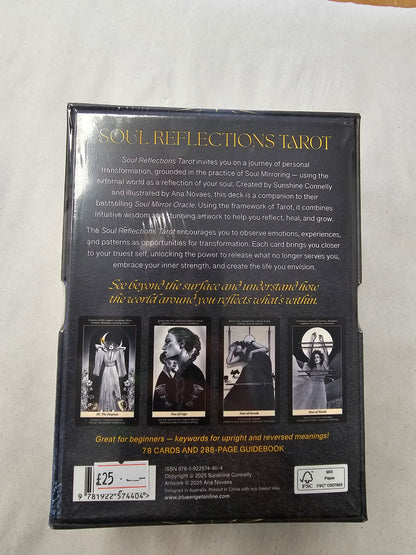 SOUL REFLECTIONS TAROT
Soul Reflections Tarot invites you on a journey of personal
transformation, grounded in the practice of Soul Mirroring — using the
external world as a reflection of your soul. Created by Sunshine Connelly
and illustrated by Ana Novaes, this deck is a companion to their
bestselling Soul Mirror Oracle. Using the framework of Tarot, it combines
intuitive wisdom and stunning artwork to help you reflect, heal, and grow.
The Soul Reflections Tarot encourages you to observe emotions, experiences,
and patterns as opportunities for transformation. Each card brings you closer
to your truest self, unlocking the power to release what no longer serves you,
embrace your inner strength, and create the life you envision.
See beyond the surface and understand how
the world around you reflects what's within.
III. The Empress
Two of Cups
Four of Swords
Four of Wands
Great for beginners — keywords for upright and reversed meanings!
78 CARDS AND 288-PAGE GUIDEBOOK
£25
9 781922 574404 >
ISBN 978-1-922574-40-4
Copyright © 2025 Sunshine Connelly
Artwork © 2025 Ana Novaes
Designed in Australia. Printed in China with soy-based inks.
www.blueangelonline.com
FSC
MIX
Paper
FSC® C007683